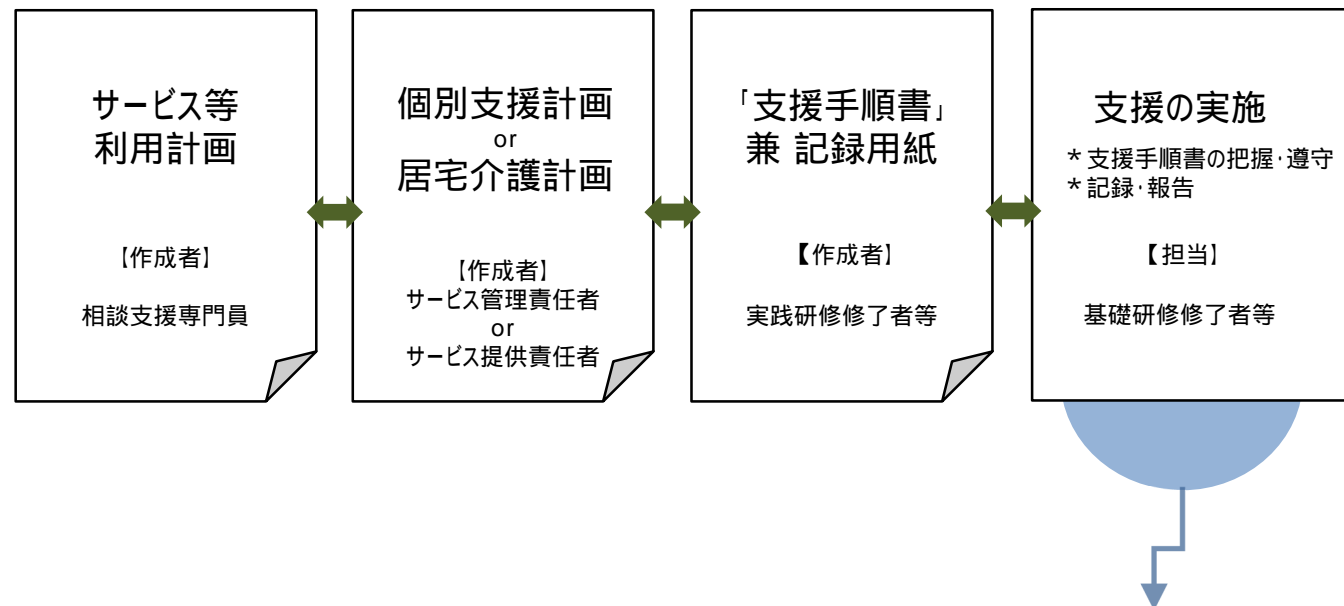 サービス等
利用計画
【作成者】
相談支援専門員
個別支援計画
or
居宅介護計画
【作成者】
サービス管理責任者
or
サービス提供責任者
「支援手順書」
兼 記録用紙
【作成者】
実践研修修了者等
支援の実施
*支援手順書の把握・遵守
*記録・報告
【担当】
基礎研修修了者等